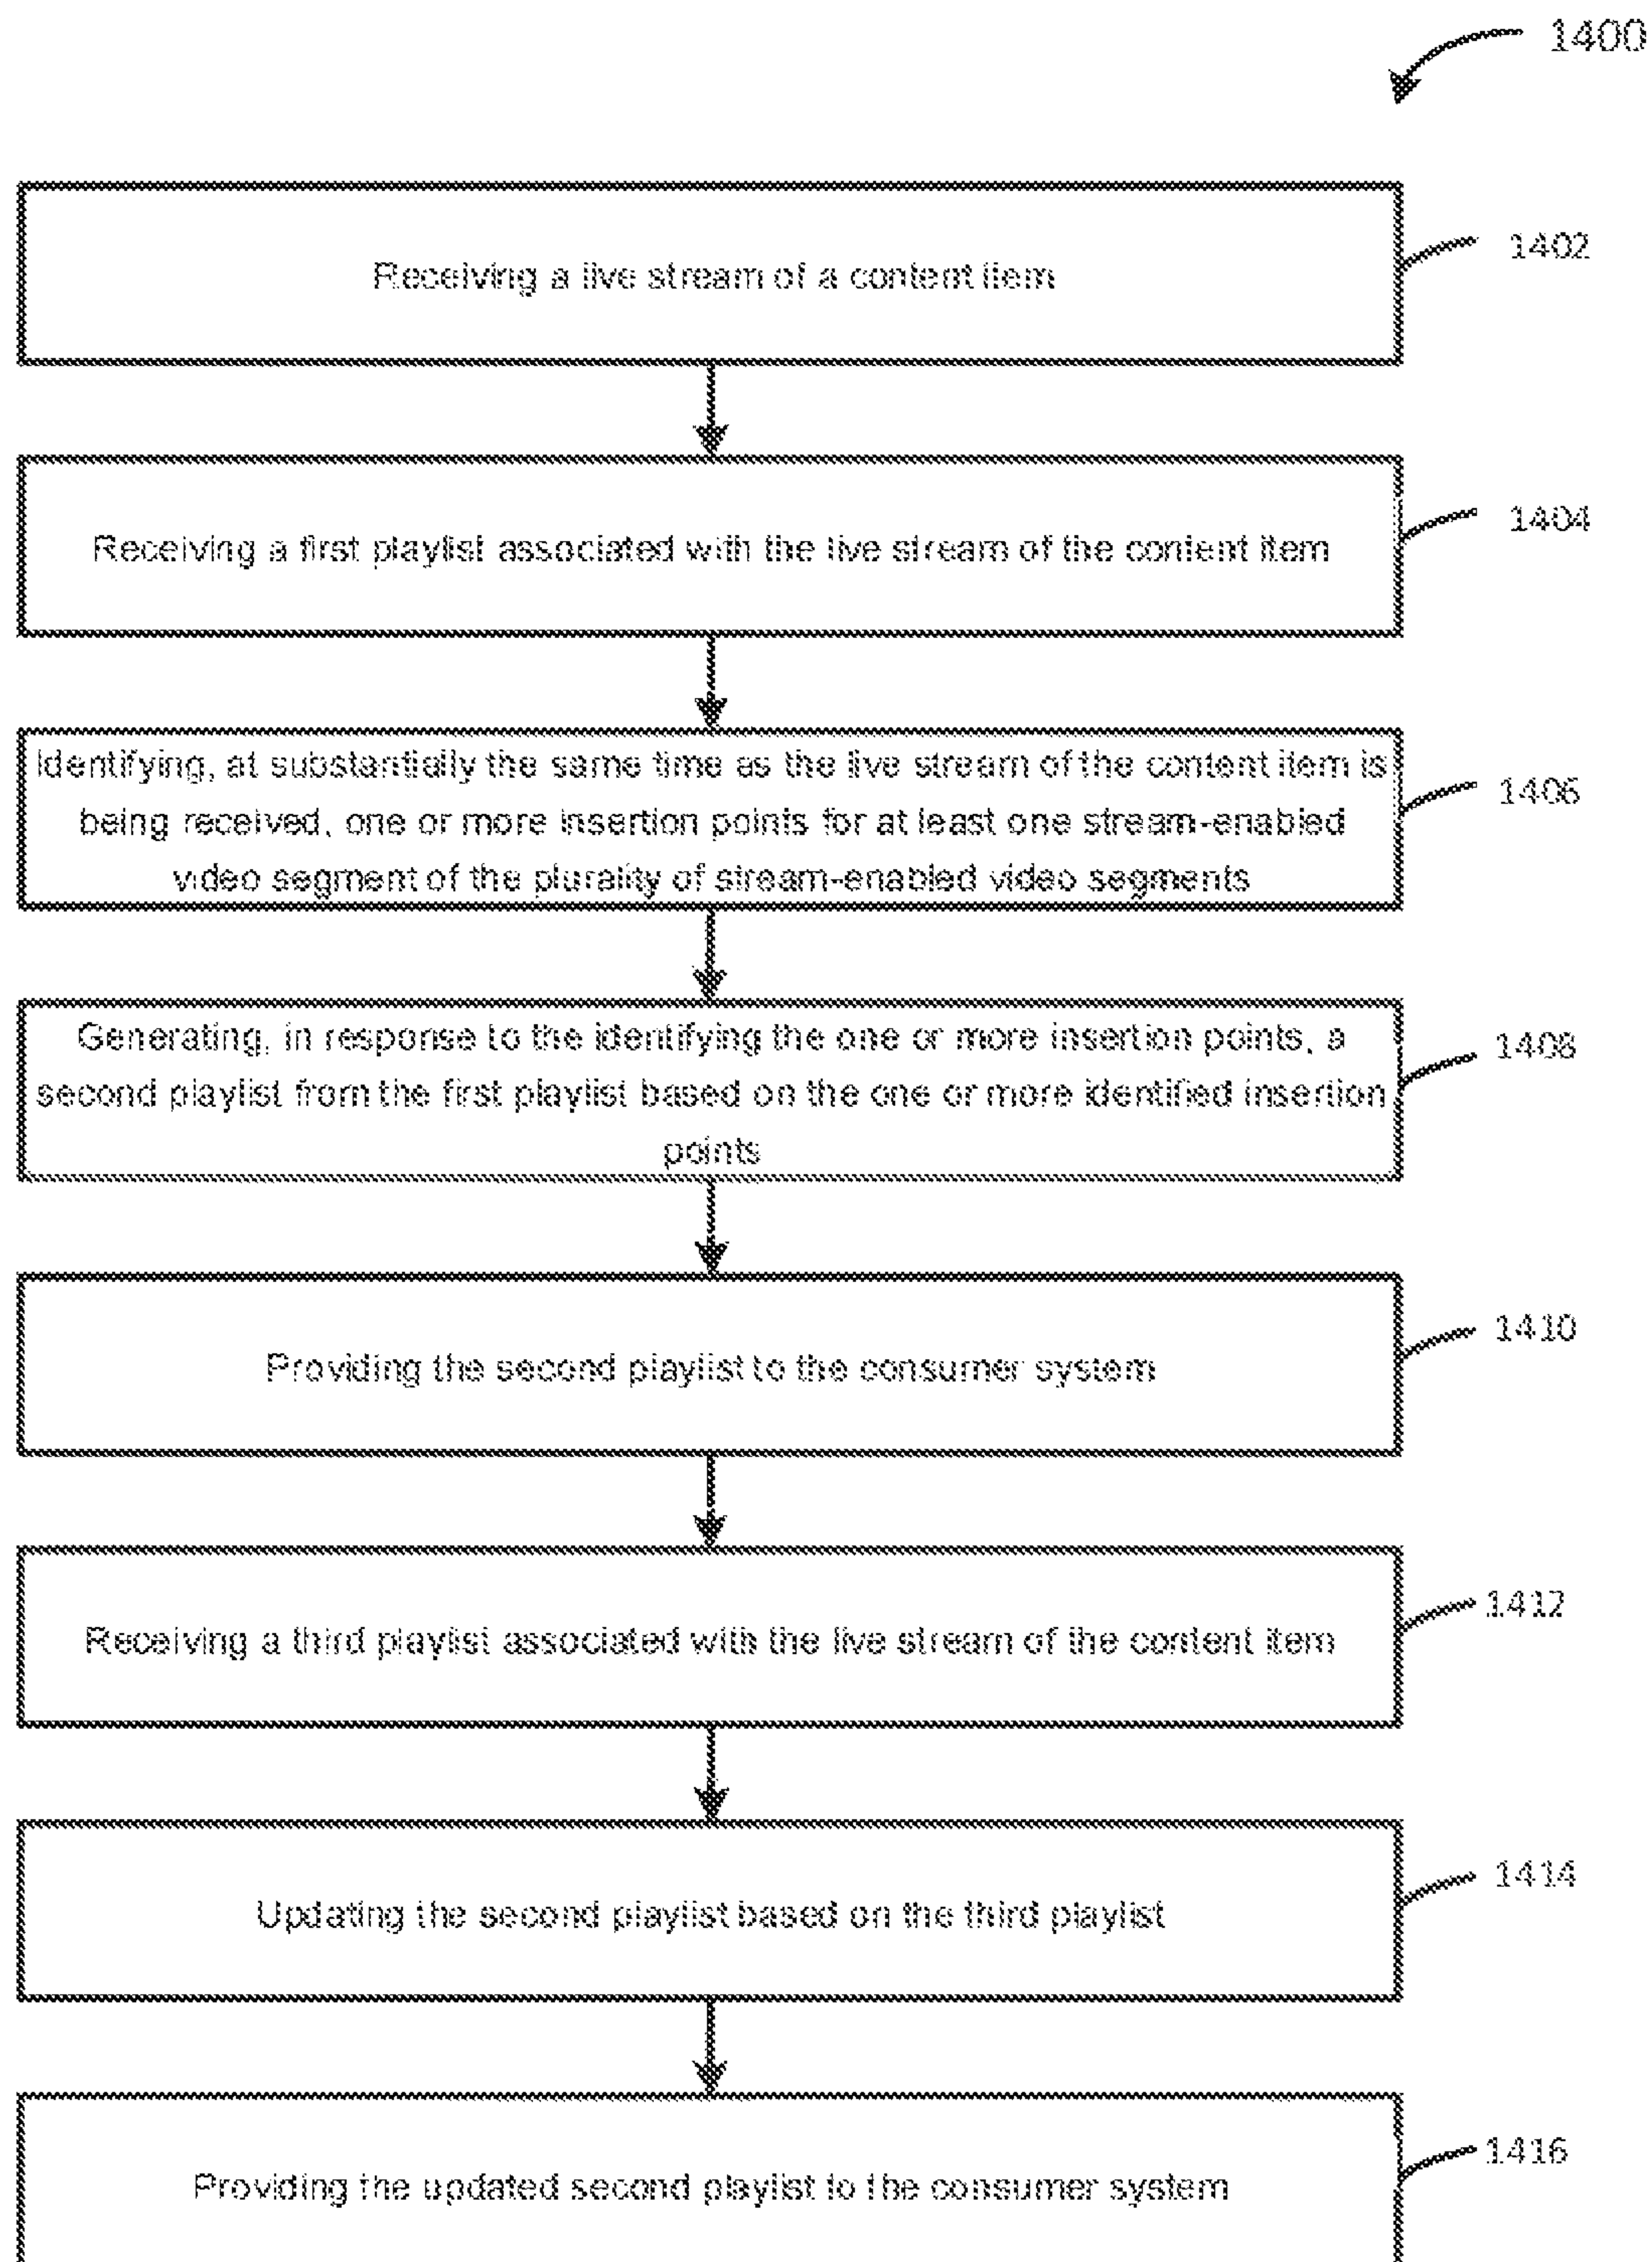 1400
Receiving a live stream of a content item
1402
Receiving a first playlist associated with the live stream of the content item
1404
Identifying, at substantially the same time as the live stream of the content item is
being received, one or more insertion points for at least one stream-enabled
video segment of the plurality of stream-enabled video segments
1406
Generating, in response to the identifying the one or more insertion points, a
second playlist from the first playlist based on the one or more identified insertion
points
1408
Providing the second playlist to the consumer system
1410
Receiving a third playlist associated with the live stream of the content item
1412
Updating the second playlist based on the third playlist
1414
Providing the updated second playlist to the consumer system
1416